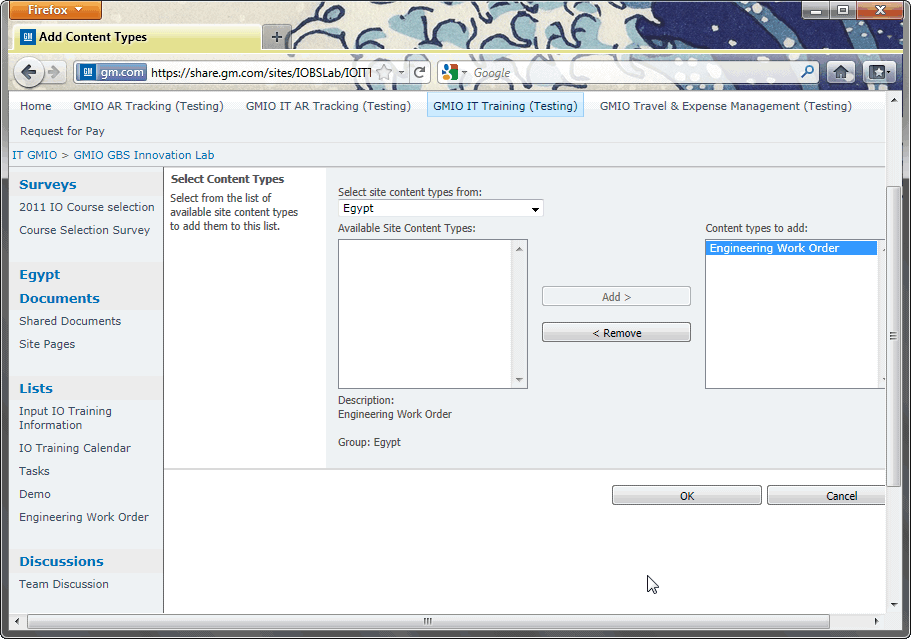 Firefox
Add Content Types
gm.com https://share.gm.com/sites/IOBSLab/IOIT
Google
Home GMIO AR Tracking (Testing) GMIO IT AR Tracking (Testing) GMIO IT Training (Testing) GMIO Travel & Expense Management (Testing)
Request for Pay
IT GMIO > GMIO GBS Innovation Lab
Surveys
2011 IO Course selection
Course Selection Survey
Egypt
Documents
Shared Documents
Site Pages
Lists
Input IO Training
Information
IO Training Calendar
Tasks
Demo
Engineering Work Order
Discussions
Team Discussion
Select Content Types
Select from the list of
available site content types
to add them to this list.
Select site content types from:
Egypt
Available Site Content Types:
Add >
< Remove
Content types to add:
Engineering Work Order
Description:
Engineering Work Order
Group: Egypt
OK
Cancel